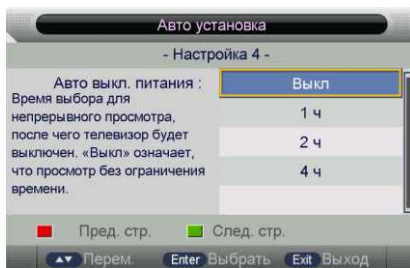 Авто установка
- Настройка 4 -
Авто выкл. питания :
Время выбора для
непрерывного просмотра,
после чего телевизор будет
выключен. «Выкл» означает,
что просмотр без ограничения
времени.
Выкл
1 ч
2 ч
4 ч
Пред. стр. След. стр.
Перем. Enter Выбрать Exit Выход